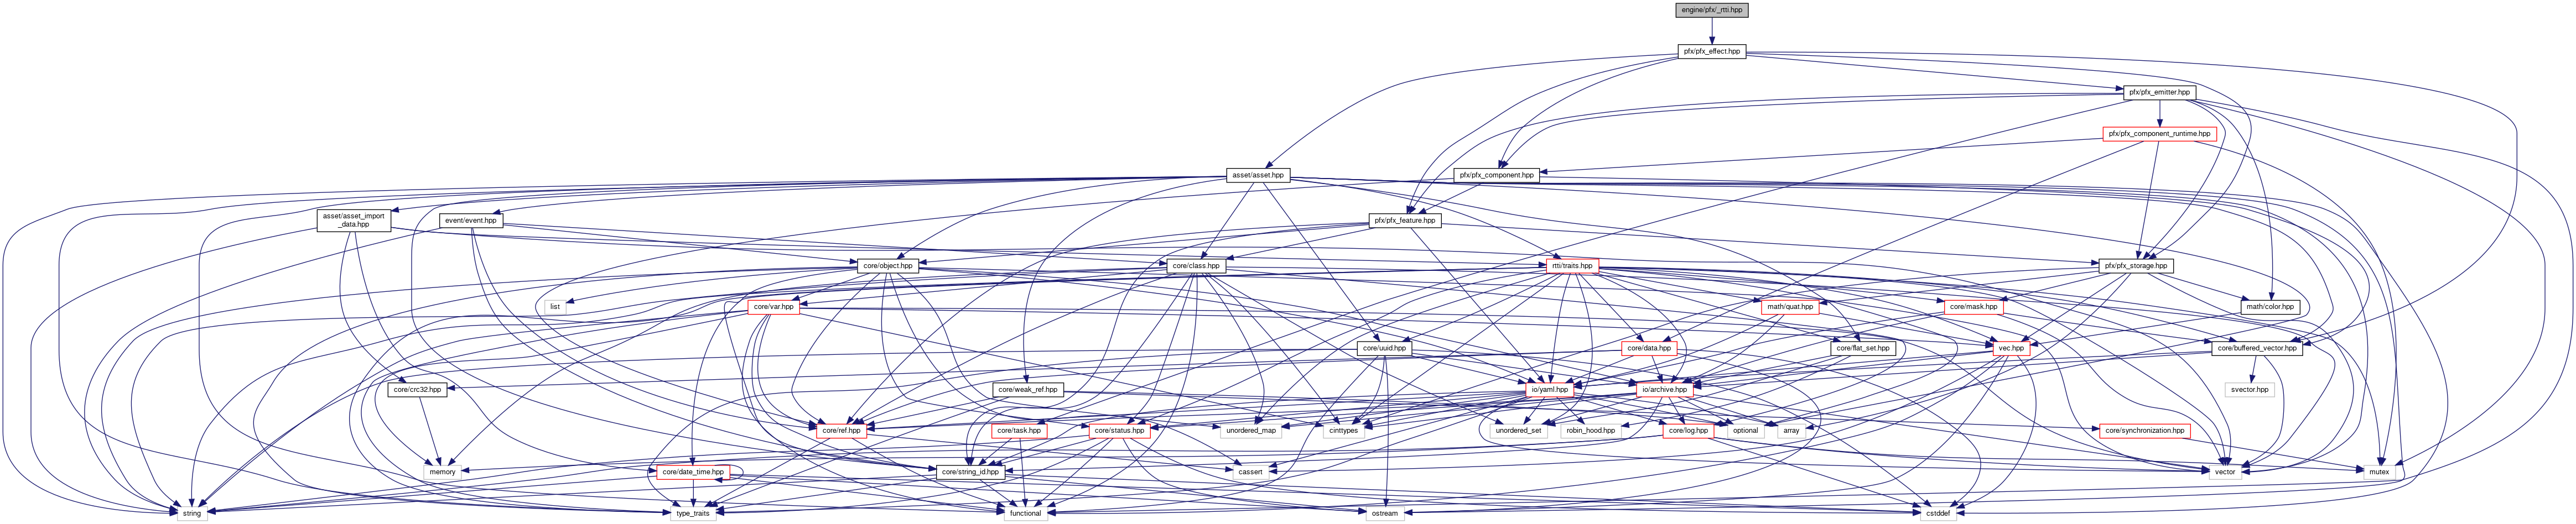 engine/pfx/_rtti.hpp
pfx/pfx_effect.hpp
pfx/pfx_emitter.hpp
pfx/pfx_component_runtime.hpp
asset/asset.hpp
pfx/pfx_component.hpp
asset/asset_import
_data.hpp
event/event.hpp
pfx/pfx_feature.hpp
core/object.hpp
core/class.hpp
rtti/traits.hpp
pfx/pfx_storage.hpp
list
core/var.hpp
math/quat.hpp
core/mask.hpp
math/color.hpp
core/uuid.hpp
core/data.hpp
core/flat_set.hpp
vec.hpp
core/buffered_vector.hpp
core/crc32.hpp
core/weak_ref.hpp
io/yaml.hpp
io/archive.hpp
svector.hpp
core/ref.hpp
core/task.hpp
core/status.hpp
unordered_map
cinttypes
unordered_set
robin_hood.hpp
core/log.hpp
optional
array
core/synchronization.hpp
memory
core/date_time.hpp
core/string_id.hpp
cassert
vector
mutex
string
type_traits
functional
ostream
cstddef